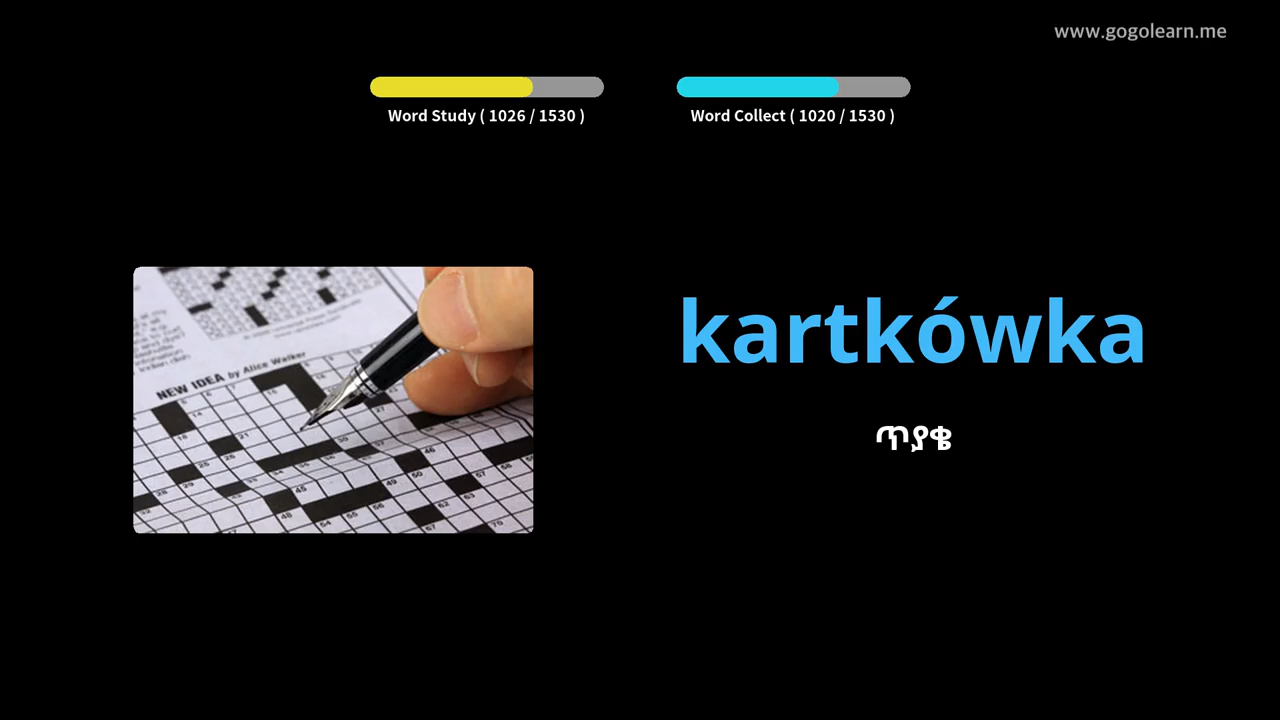 www.gogolearn.me
Word Study ( 1026 / 1530 )
Word Collect ( 1020 / 1530 )
NEW IDEA by Alice Walker
kartkówka
ጥያቄ